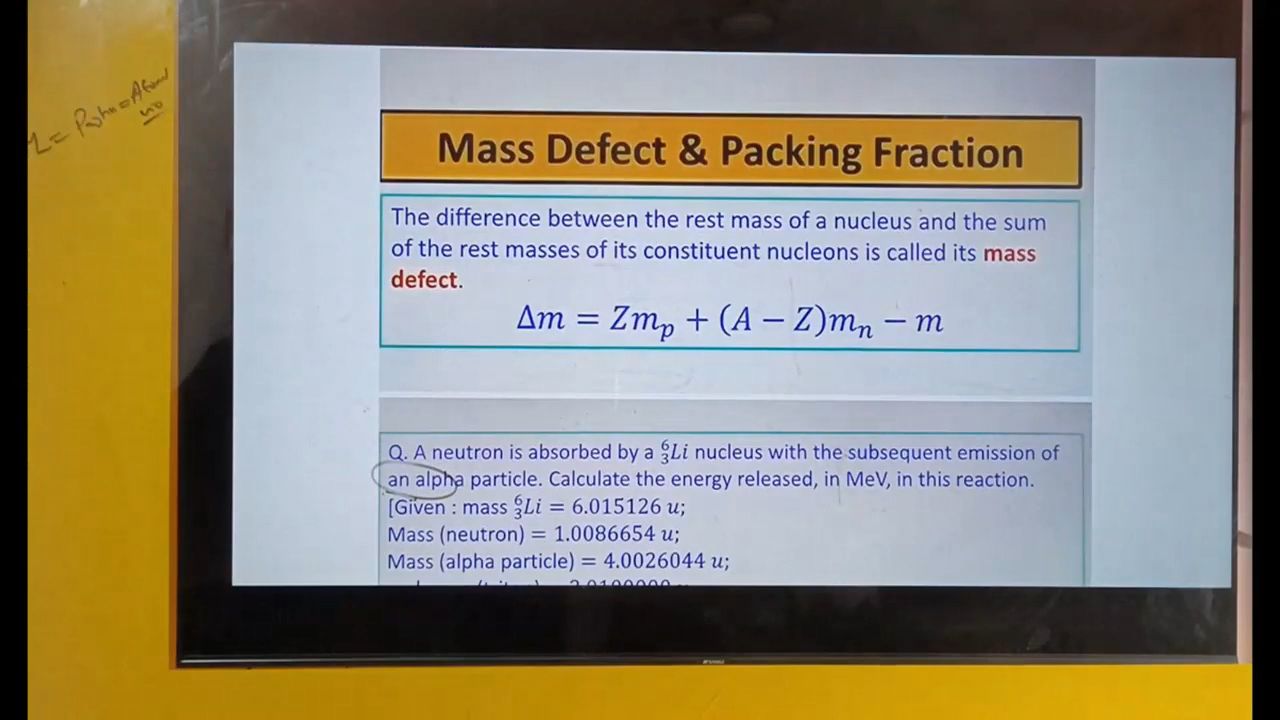 Mass Defect & Packing Fraction
The difference between the rest mass of a nucleus and the sum
of the rest masses of its constituent nucleons is called its mass
defect.
Δm = Zmₚ + (A − Z)mₙ − m
Q. A neutron is absorbed by a ⁶₃Li nucleus with the subsequent emission of
an alpha particle. Calculate the energy released, in MeV, in this reaction.
[Given : mass ⁶₃Li = 6.015126 u;
Mass (neutron) = 1.0086654 u;
Mass (alpha particle) = 4.0026044 u;